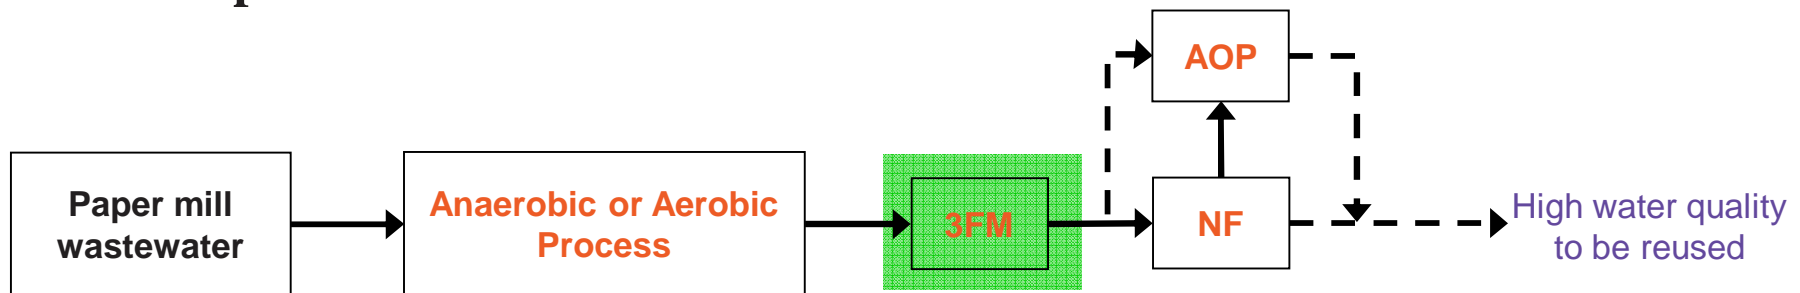 Paper mill
wastewater
Anaerobic or Aerobic
Process
3FM
AOP
NF
High water quality
to be reused